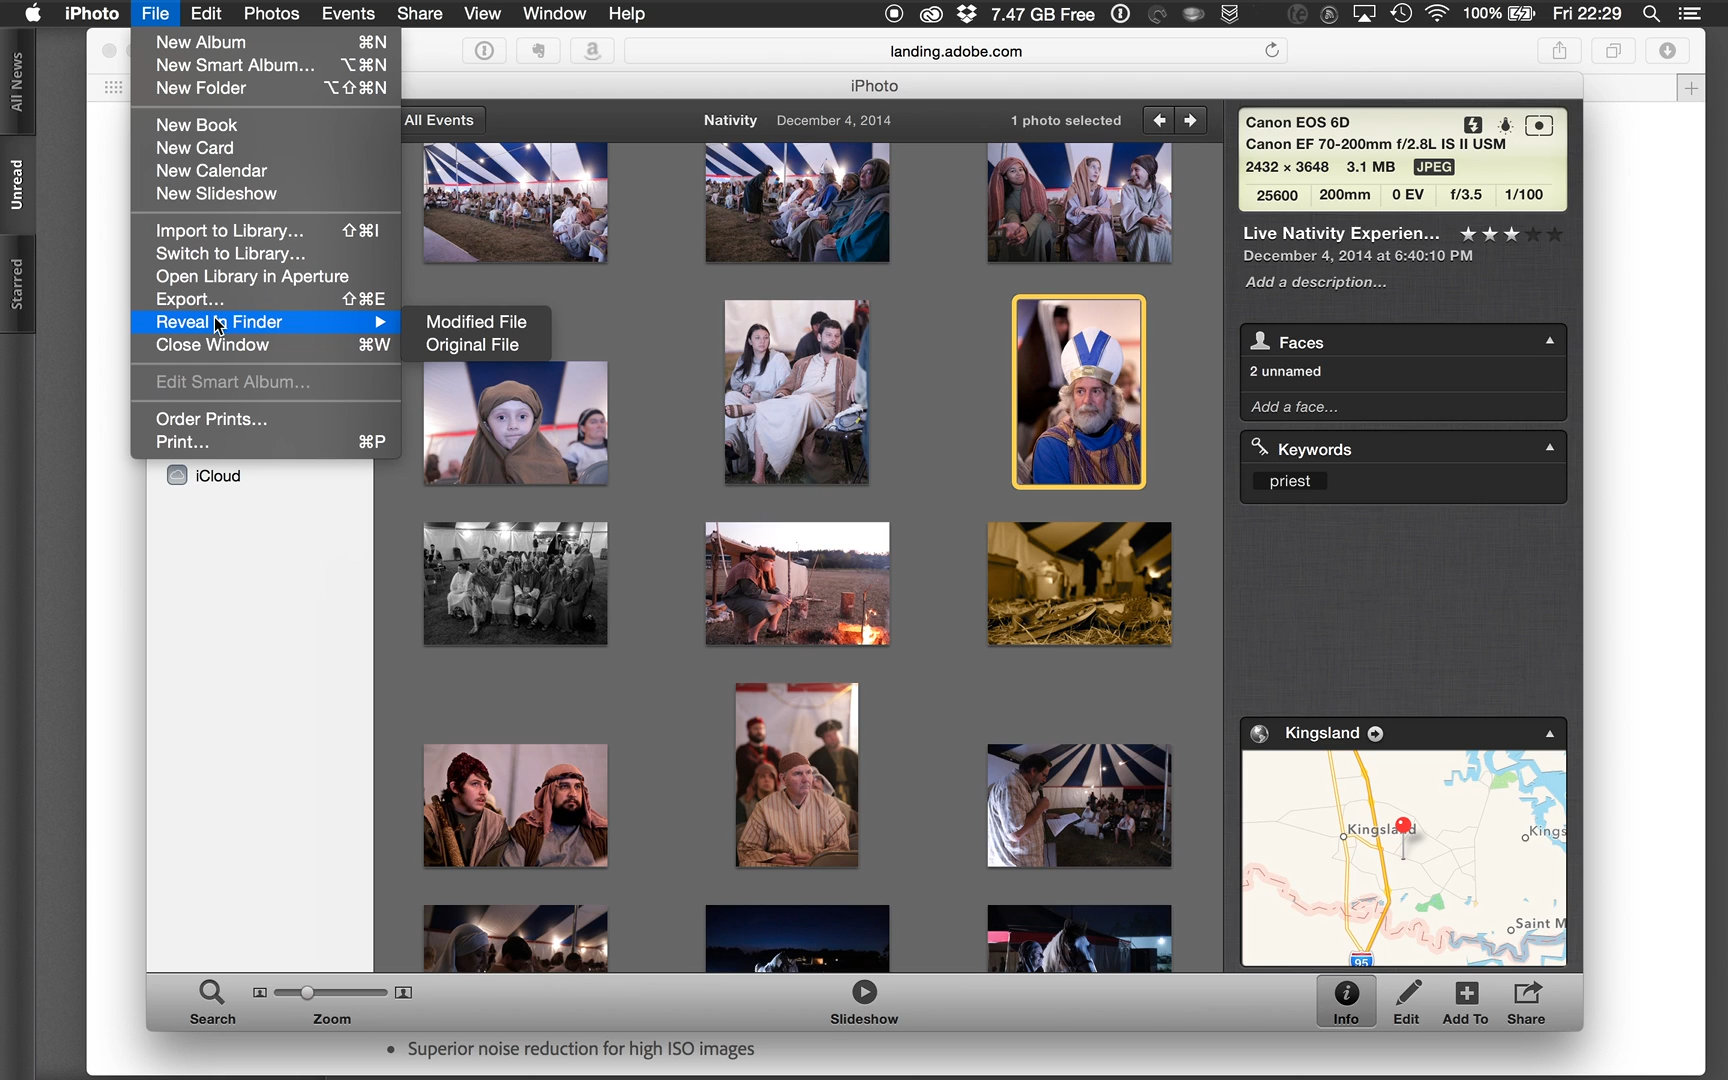 iPhoto File Edit Photos Events Share View Window Help 7.47 GB Free 100% Fri 22:29
All News
Unread
Starred
landing.adobe.com
iPhoto
New Album ⌘N
New Smart Album... ⌥⌘N
New Folder ⌥⇧⌘N
New Book
New Card
New Calendar
New Slideshow
Import to Library... ⇧⌘I
Switch to Library...
Open Library in Aperture
Export... ⇧⌘E
Reveal in Finder
Close Window ⌘W
Edit Smart Album...
Order Prints...
Print... ⌘P
Modified File
Original File
iCloud
All Events Nativity December 4, 2014 1 photo selected
Canon EOS 6D
Canon EF 70-200mm f/2.8L IS II USM
2432 × 3648 3.1 MB JPEG
25600 200mm 0 EV f/3.5 1/100
Live Nativity Experien...
December 4, 2014 at 6:40:10 PM
Add a description...
Faces
2 unnamed
Add a face...
Keywords
priest
Kingsland
Kingsland
Kings
Saint M
95
Search Zoom Slideshow Info Edit Add To Share
• Superior noise reduction for high ISO images